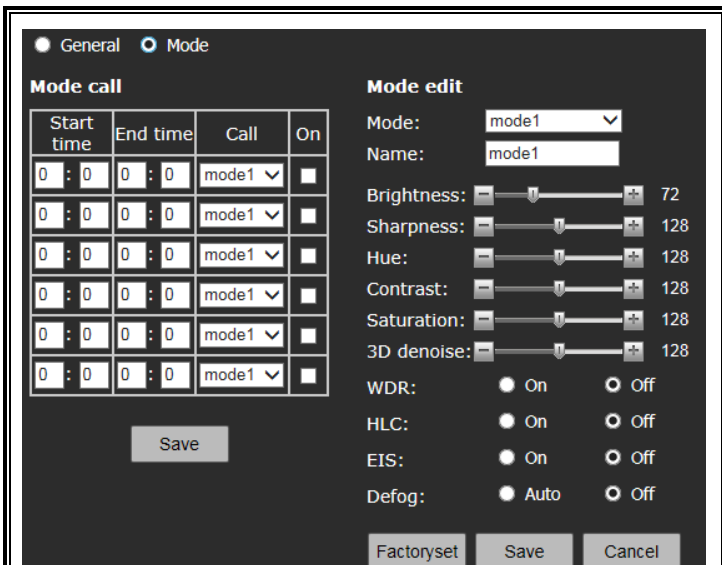 General Mode
Mode call
Start time End time Call On
0 : 0 0 : 0 mode1
0 : 0 0 : 0 mode1
0 : 0 0 : 0 mode1
0 : 0 0 : 0 mode1
0 : 0 0 : 0 mode1
0 : 0 0 : 0 mode1
Save
Mode edit
Mode: mode1
Name: mode1
Brightness: 72
Sharpness: 128
Hue: 128
Contrast: 128
Saturation: 128
3D denoise: 128
WDR: On Off
HLC: On Off
EIS: On Off
Defog: Auto Off
Factoryset Save Cancel